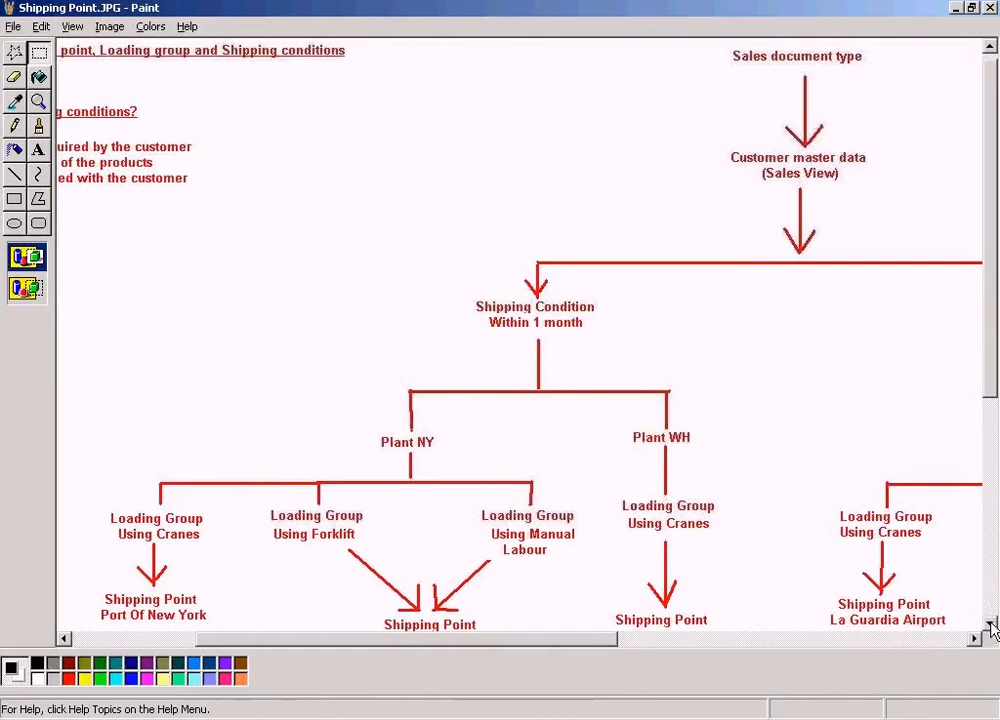 Shipping Point.JPG - Paint
File Edit View Image Colors Help
point, Loading group and Shipping conditions
Sales document type
g conditions?
uired by the customer
of the products
ed with the customer
Customer master data
(Sales View)
Shipping Condition
Within 1 month
Plant NY
Plant WH
Loading Group
Using Cranes
Loading Group
Using Forklift
Loading Group
Using Manual
Labour
Loading Group
Using Cranes
Loading Group
Using Cranes
Shipping Point
Port Of New York
Shipping Point
Shipping Point
Shipping Point
La Guardia Airport
For Help, click Help Topics on the Help Menu.